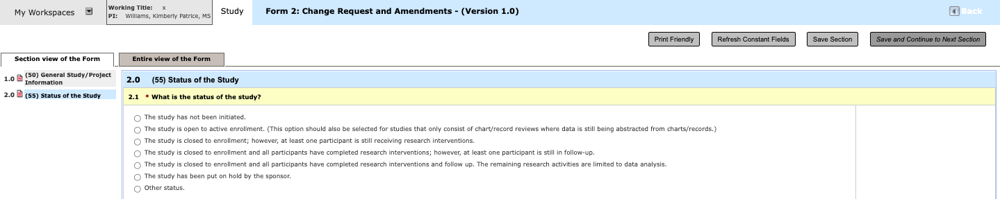 My Workspaces
Working Title: x
PI: Williams, Kimberly Patrice, MS
Study
Form 2: Change Request and Amendments - (Version 1.0)
Back
Print Friendly
Refresh Constant Fields
Save Section
Save and Continue to Next Section
Section view of the Form
Entire view of the Form
1.0 (50) General Study/Project
Information
2.0 (55) Status of the Study
2.0 (55) Status of the Study
2.1 * What is the status of the study?
The study has not been initiated.
The study is open to active enrollment. (This option should also be selected for studies that only consist of chart/record reviews where data is still being abstracted from charts/records.)
The study is closed to enrollment; however, at least one participant is still receiving research interventions.
The study is closed to enrollment and all participants have completed research interventions; however, at least one participant is still in follow-up.
The study is closed to enrollment and all participants have completed research interventions and follow up. The remaining research activities are limited to data analysis.
The study has been put on hold by the sponsor.
Other status.